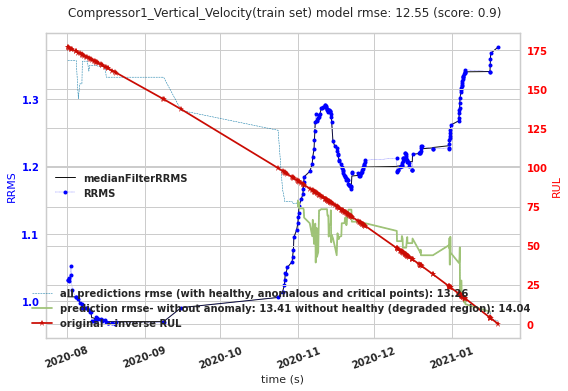 Compressor1_Vertical_Velocity(train set) model rmse: 12.55 (score: 0.9)
RRMS
1.3
1.2
1.1
1.0
175
150
125
100
75
50
25
0
RUL
medianFilterRRMS
RRMS
all predictions rmse (with healthy, anomalous and critical points): 13.26
prediction rmse- without anomaly: 13.41 without healthy (degraded region): 14.04
2020-08
2020-09
2020-10
2020-11
2020-12
2021-01
time (s)